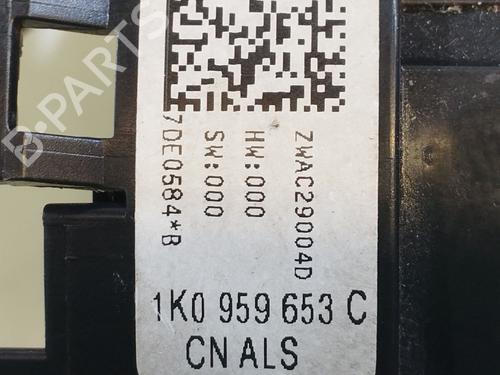 ZWAC29004D
HW:000
SW:000
7DE0584*B
1K0 959 653 C
CN ALS
B-PARTS